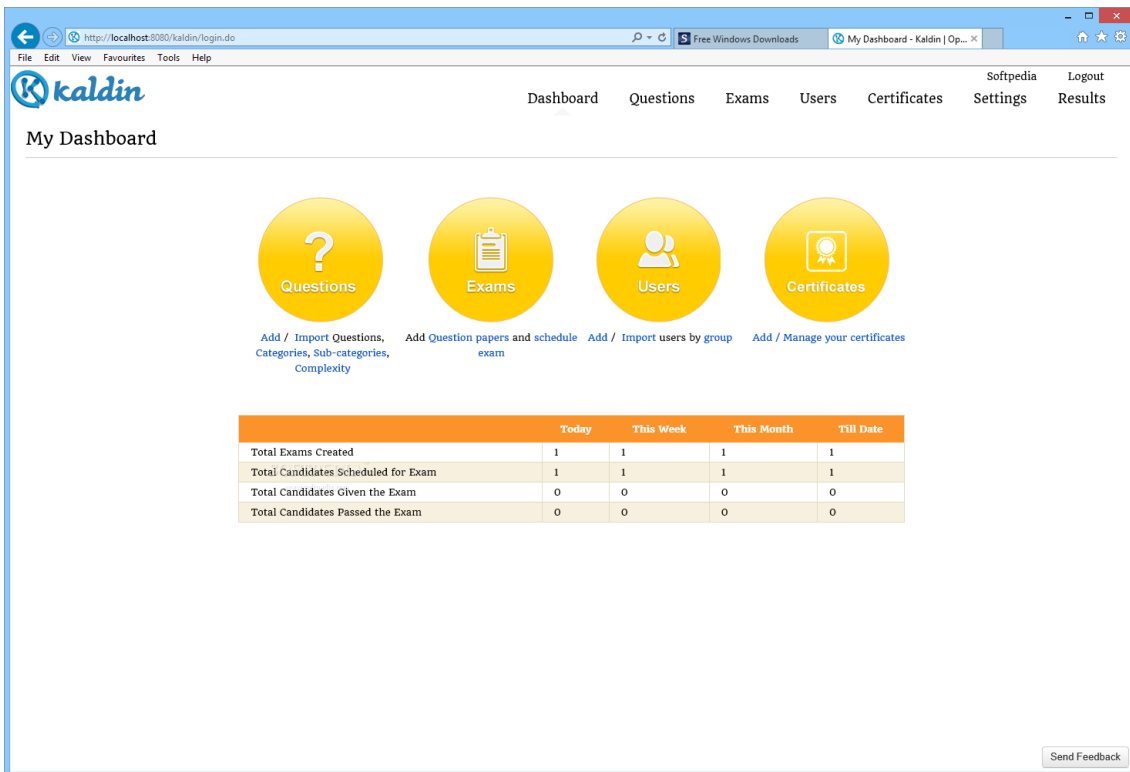 http://localhost:8080/kaldin/login.do
S Free Windows Downloads
My Dashboard - Kaldin | Op...
File Edit View Favourites Tools Help
kaldin
Softpedia Logout
Dashboard Questions Exams Users Certificates Settings Results
My Dashboard
?
Questions Exams Users Certificates
Add / Import Questions,
Categories, Sub-categories,
Complexity
Add Question papers and schedule
exam
Add / Import users by group
Add / Manage your certificates
Today This Week This Month Till Date
Total Exams Created 1 1 1 1
Total Candidates Scheduled for Exam 1 1 1 1
Total Candidates Given the Exam 0 0 0 0
Total Candidates Passed the Exam 0 0 0 0
Send Feedback